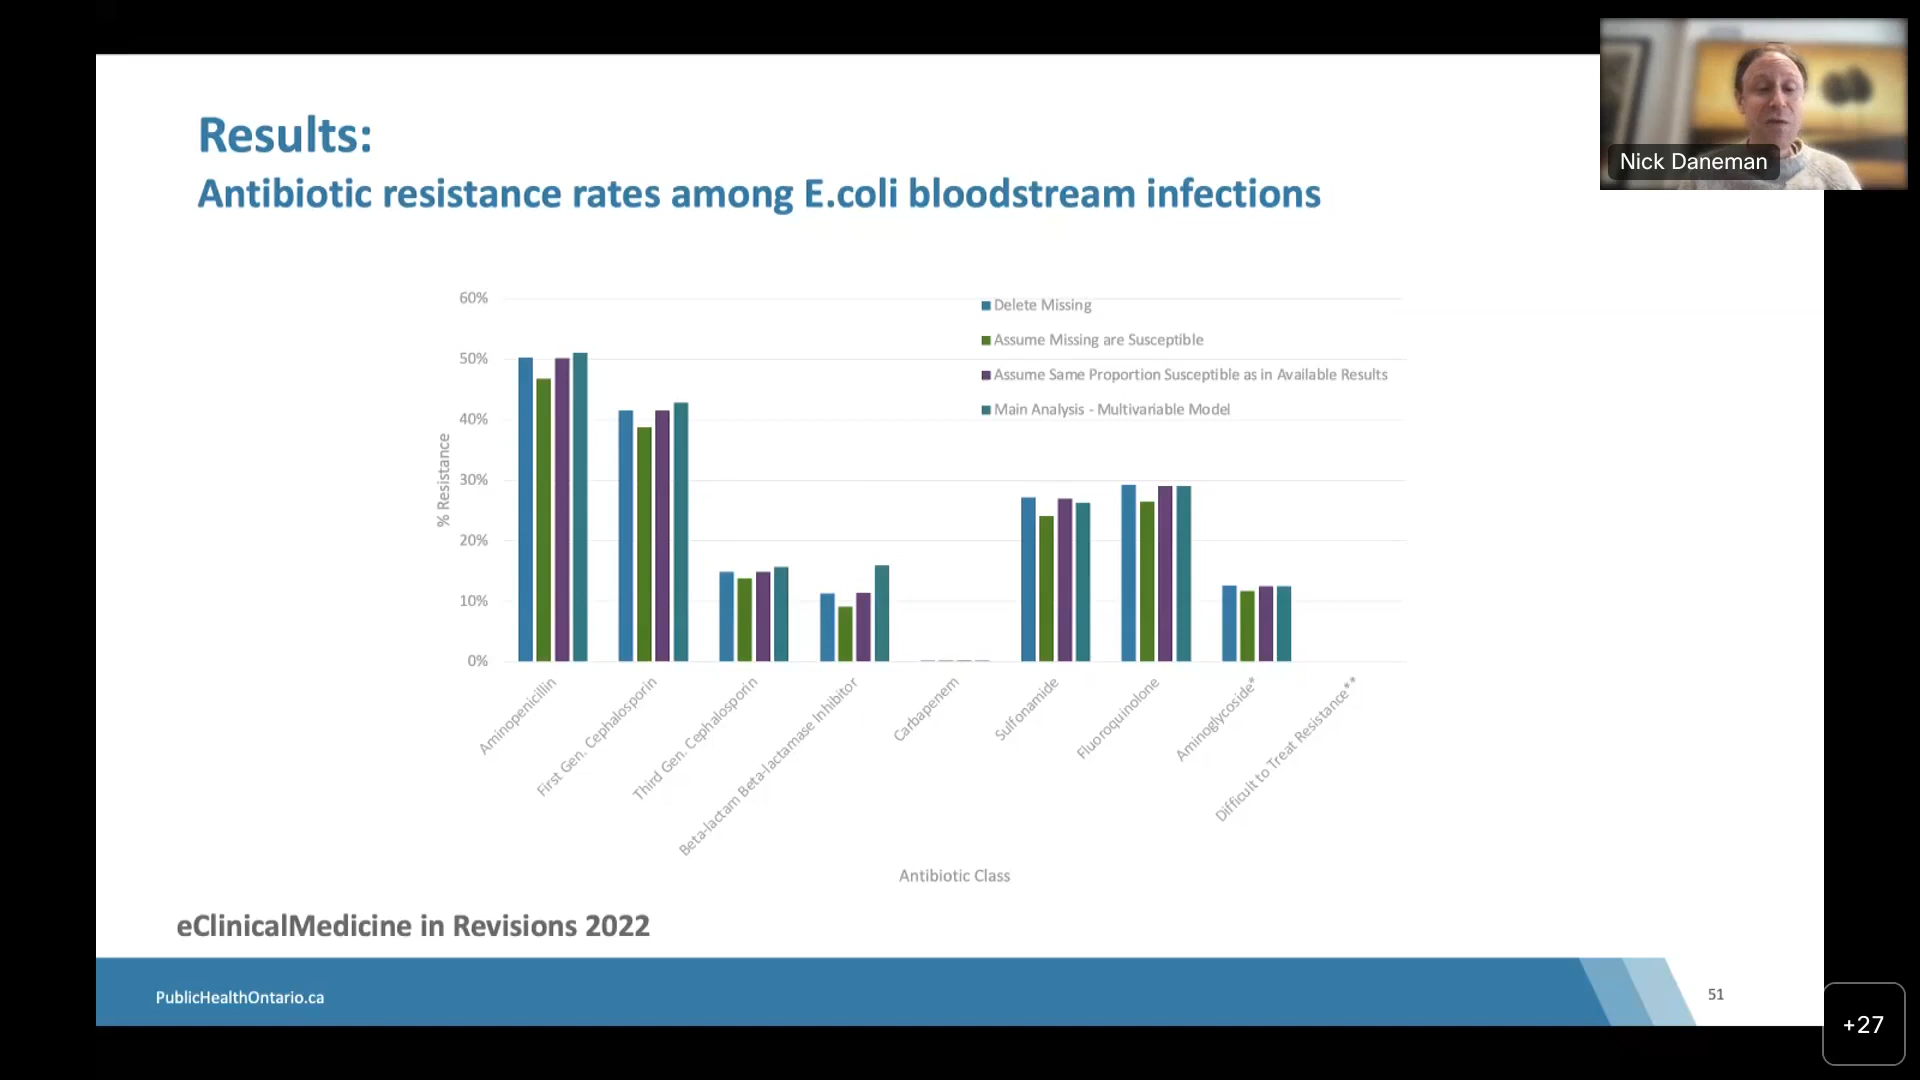 Results:
Antibiotic resistance rates among E.coli bloodstream infections
Nick Daneman
60%
50%
40%
30%
20%
10%
0%
% Resistance
Delete Missing
Assume Missing are Susceptible
Assume Same Proportion Susceptible as in Available Results
Main Analysis - Multivariable Model
Aminopenicillin
First Gen. Cephalosporin
Third Gen. Cephalosporin
Beta-lactam Beta-lactamase Inhibitor
Carbapenem
Sulfonamide
Fluoroquinolone
Aminoglycoside*
Difficult to Treat Resistance**
Antibiotic Class
eClinicalMedicine in Revisions 2022
PublicHealthOntario.ca
51
+27